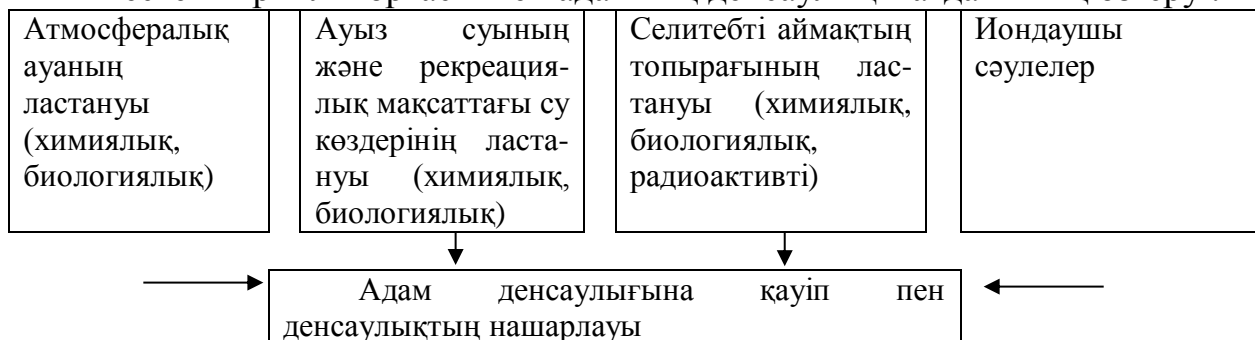 Атмосфералық
ауаның
ластануы
(химиялық,
биологиялық)
Ауыз суының
және рекреация-
лық мақсаттағы су
көздерінің ласта-
нуы (химиялық,
биологиялық)
Селитебті аймақтың
топырағының лас-
тануы (химиялық,
биологиялық,
радиоактивті)
Иондаушы
сәулелер
Адам денсаулығына қауіп пен
денсаулықтың нашарлауы